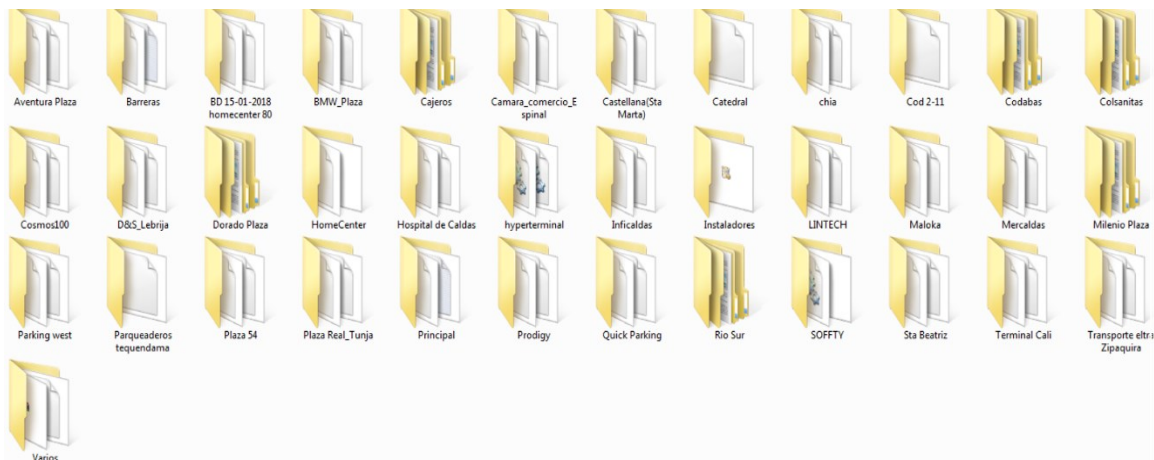 Aventura Plaza
Barreras
BD 15-01-2018
homecenter 80
BMW_Plaza
Cajeros
Camara_comercio_E
spinal
Castellana(Sta
Marta)
Catedral
chia
Cod 2-11
Codabas
Colsanitas
Cosmos100
D&S_Lebrija
Dorado Plaza
HomeCenter
Hospital de Caldas
hyperterminal
Inficaldas
Instaladores
LINTECH
Maloka
Mercaldas
Milenio Plaza
Parking west
Parqueaderos
tequendama
Plaza 54
Plaza Real_Tunja
Principal
Prodigy
Quick Parking
Rio Sur
SOFFTY
Sta Beatriz
Terminal Cali
Transporte eltr
Zipaquira
Varios